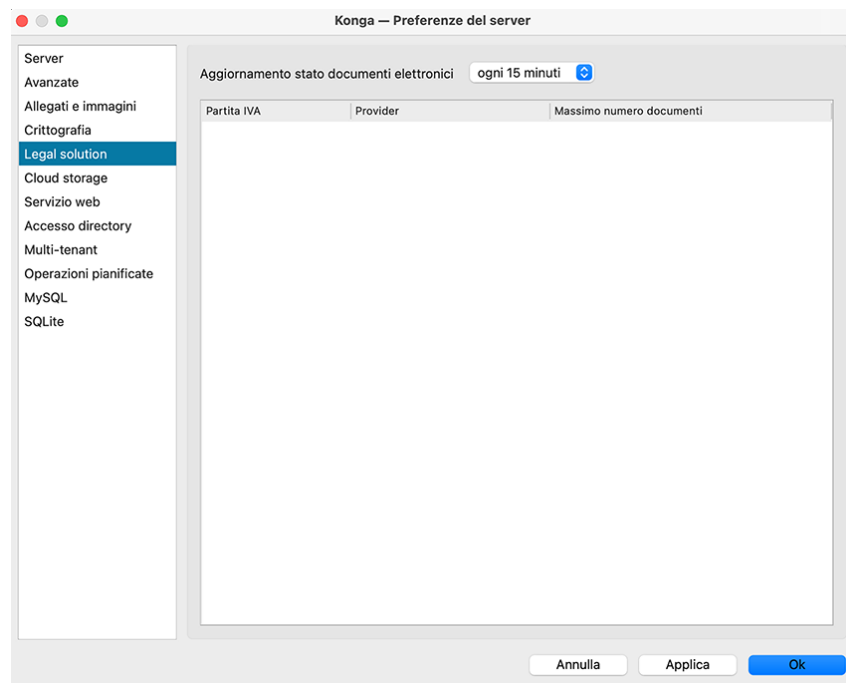 Konga — Preferenze del server
Server
Avanzate
Allegati e immagini
Crittografia
Legal solution
Cloud storage
Servizio web
Accesso directory
Multi-tenant
Operazioni pianificate
MySQL
SQLite
Aggiornamento stato documenti elettronici ogni 15 minuti
Partita IVA Provider Massimo numero documenti
Annulla Applica Ok